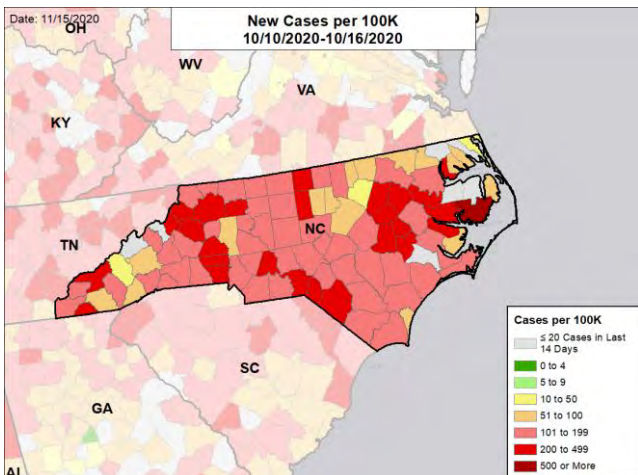 Date: 11/15/2020
New Cases per 100K
10/10/2020-10/16/2020
OH
WV
VA
KY
TN
NC
SC
GA
AL
Cases per 100K
≤ 20 Cases in Last
14 Days
0 to 4
5 to 9
10 to 50
51 to 100
101 to 199
200 to 499
500 or More